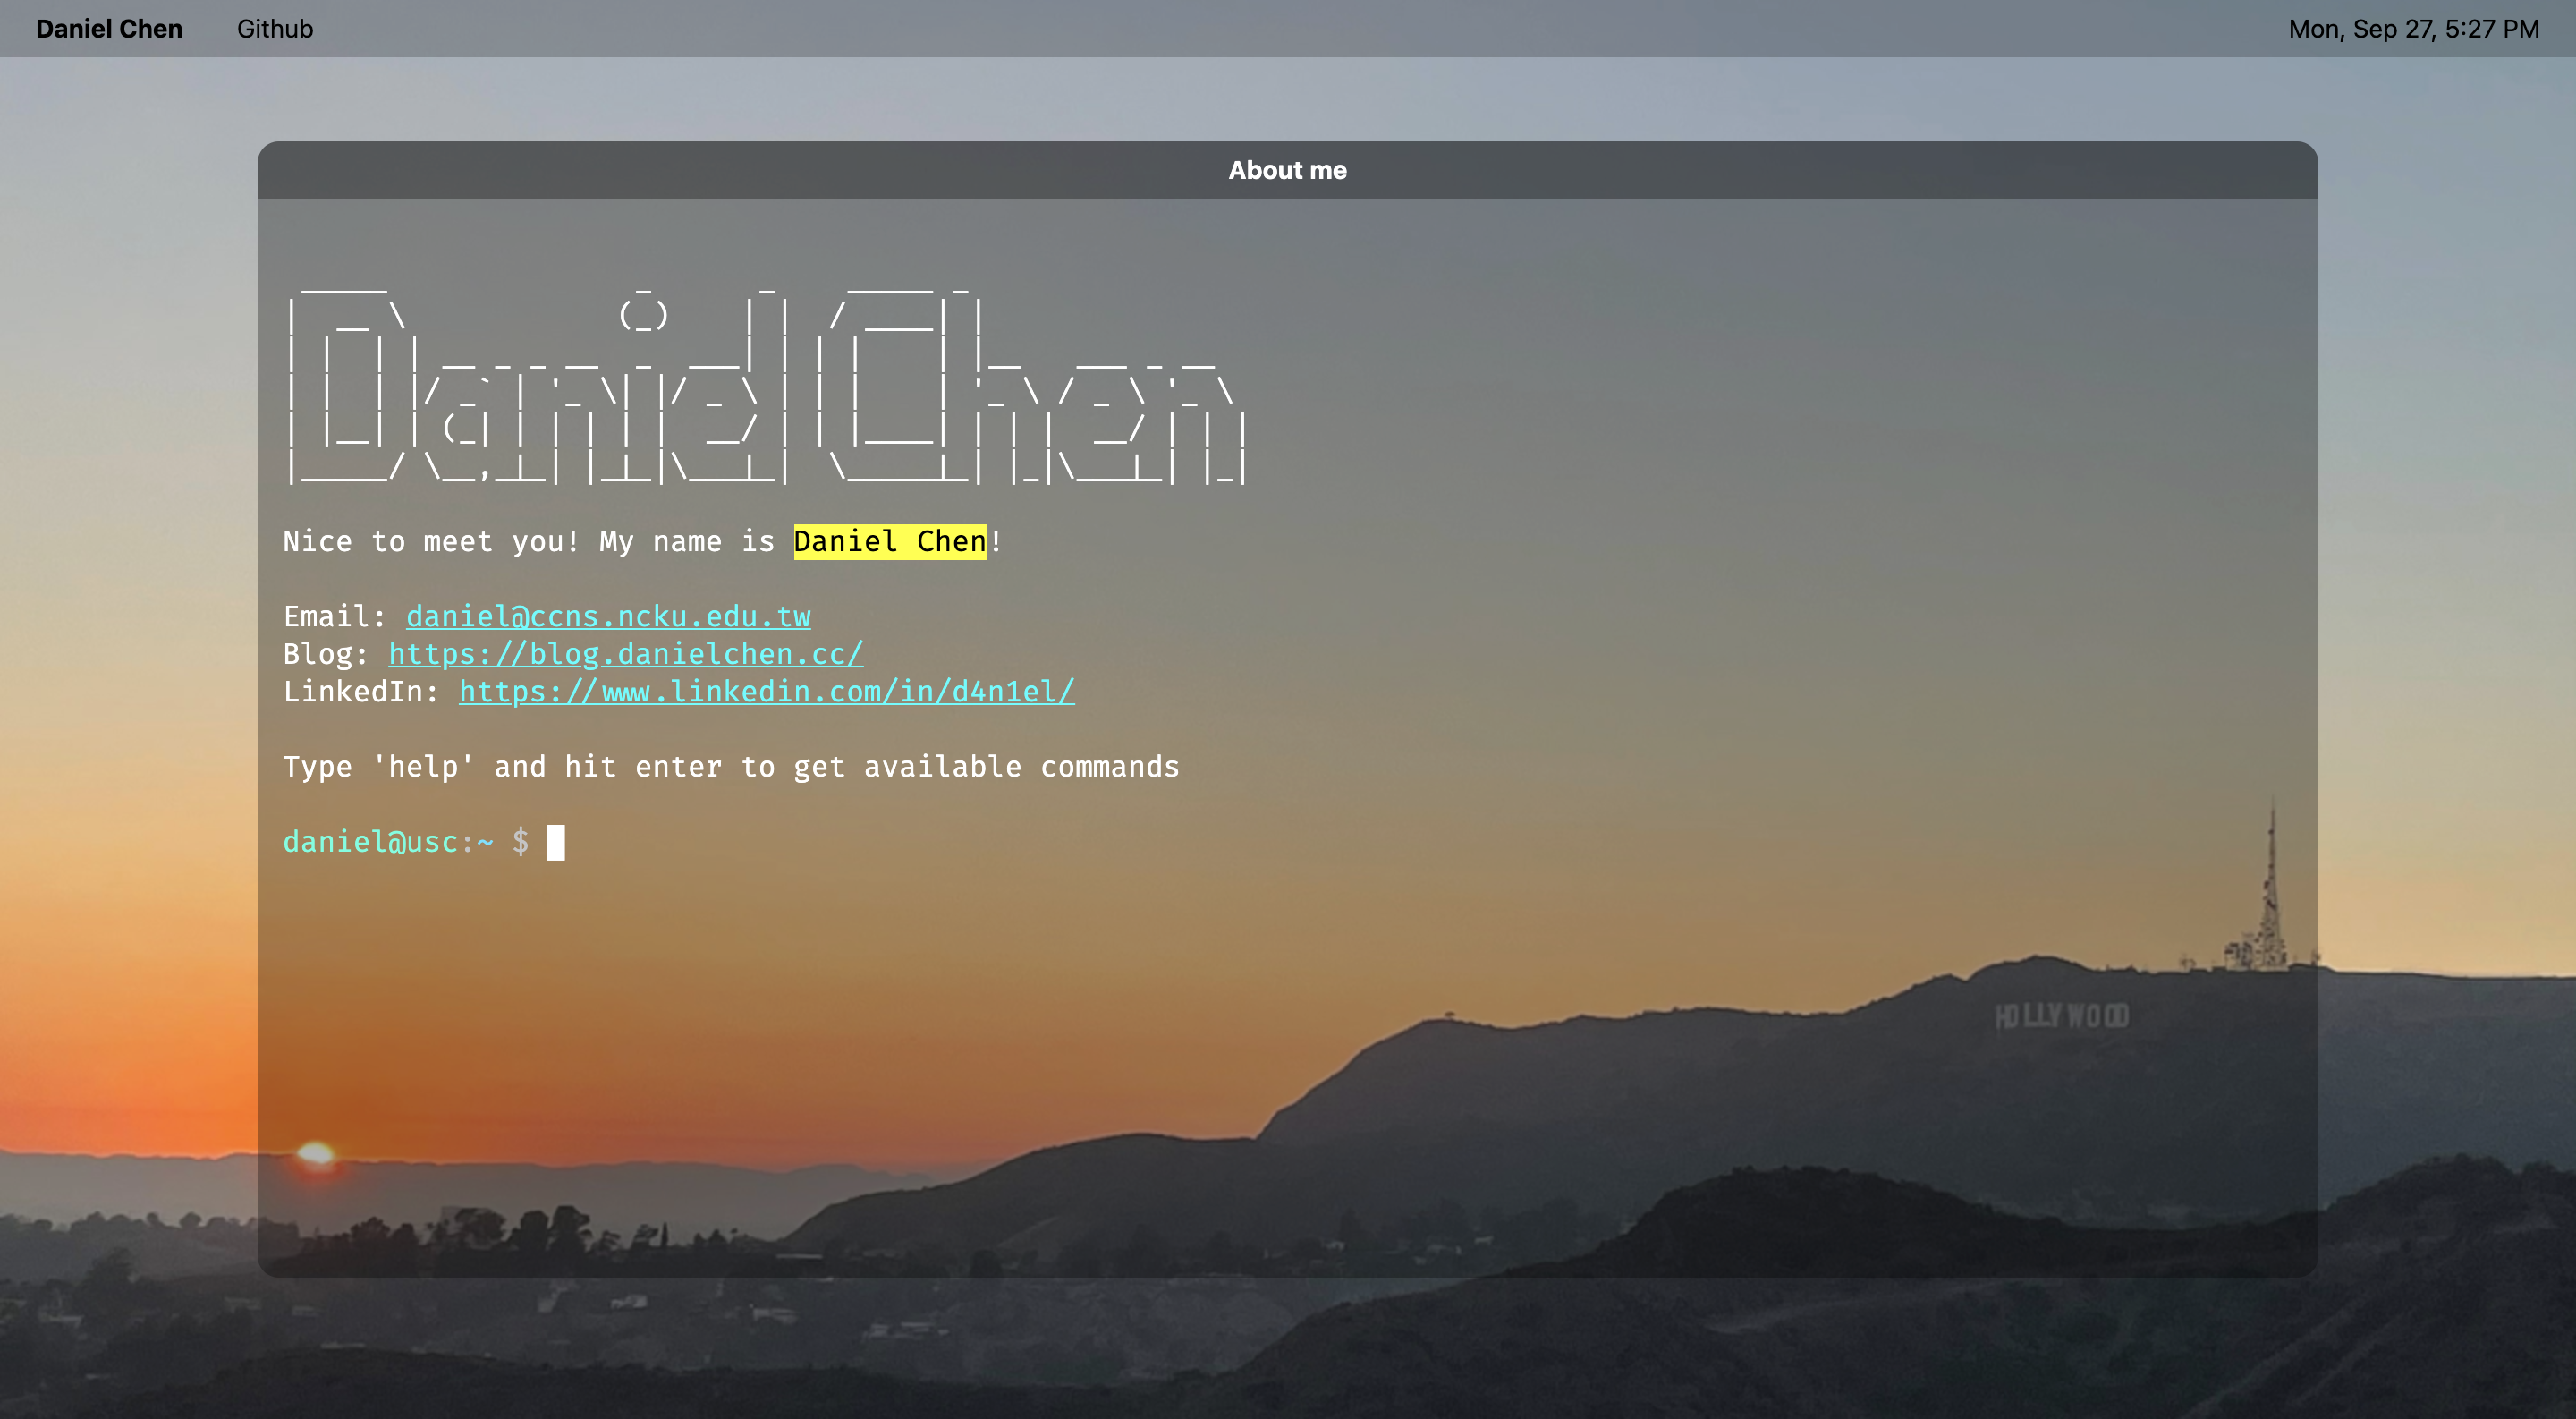 Daniel Chen Github Mon, Sep 27, 5:27 PM
About me
Daniel Chen
Nice to meet you! My name is Daniel Chen!
Email: daniel@ccns.ncku.edu.tw
Blog: https://blog.danielchen.cc/
LinkedIn: https://www.linkedin.com/in/d4n1el/
Type 'help' and hit enter to get available commands
daniel@usc:~ $
HOLLYWOOD